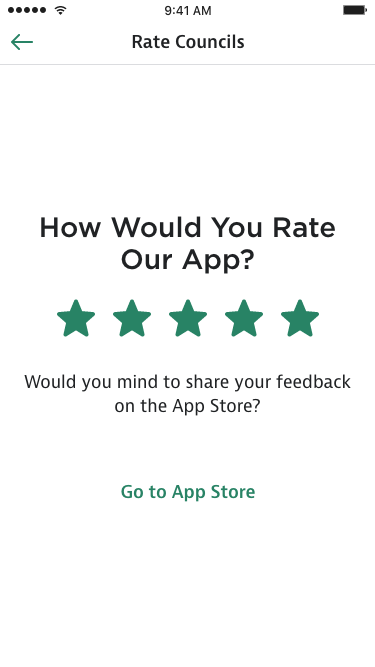 9:41 AM
Rate Councils
How Would You Rate
Our App?
Would you mind to share your feedback
on the App Store?
Go to App Store